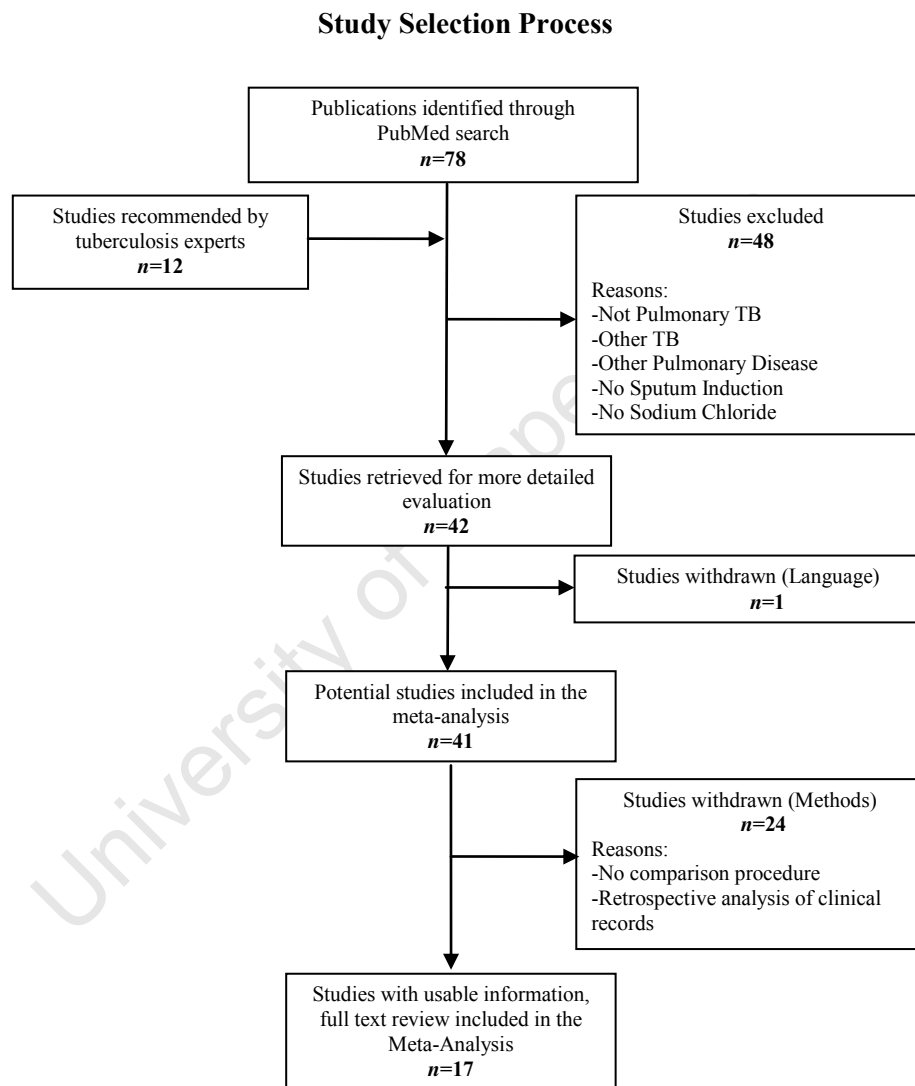 Study Selection Process
Publications identified through
PubMed search
n=78
Studies recommended by
tuberculosis experts
n=12
Studies excluded
n=48
Reasons:
-Not Pulmonary TB
-Other TB
-Other Pulmonary Disease
-No Sputum Induction
-No Sodium Chloride
Studies retrieved for more detailed
evaluation
n=42
Studies withdrawn (Language)
n=1
Potential studies included in the
meta-analysis
n=41
Studies withdrawn (Methods)
n=24
Reasons:
-No comparison procedure
-Retrospective analysis of clinical
records
Studies with usable information,
full text review included in the
Meta-Analysis
n=17
University of